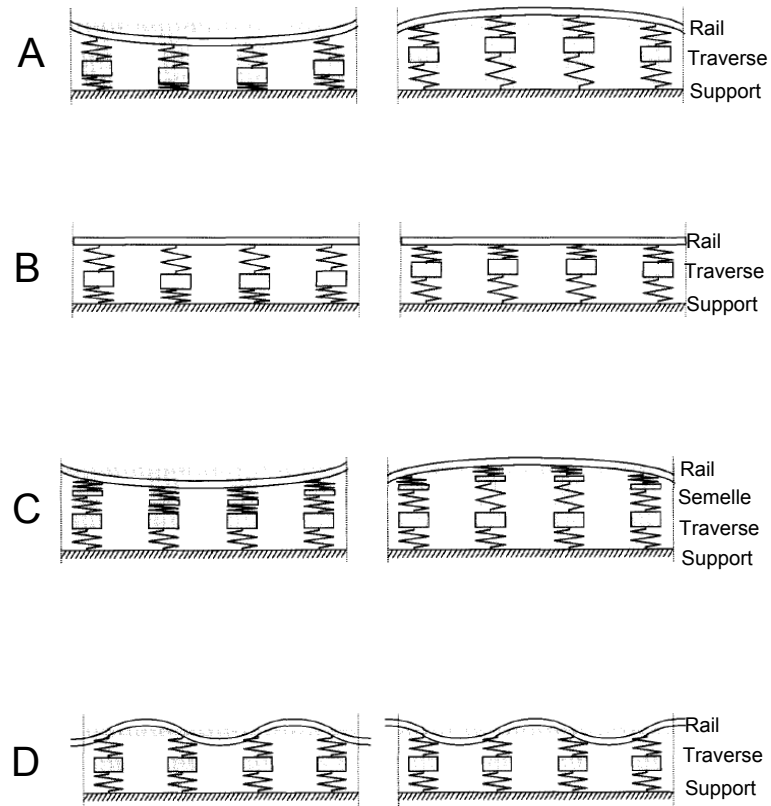 A
Rail
Traverse
Support
B
Rail
Traverse
Support
C
Rail
Semelle
Traverse
Support
D
Rail
Traverse
Support